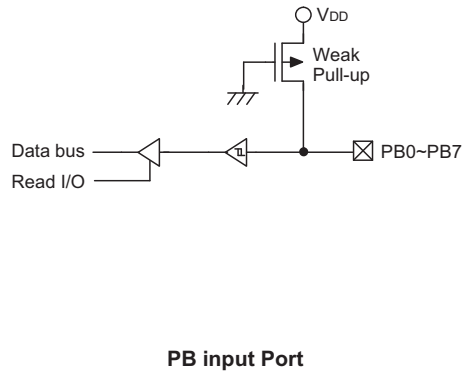 VDD
Weak
Pull-up
Data bus
PB0~PB7
Read I/O
PB input Port